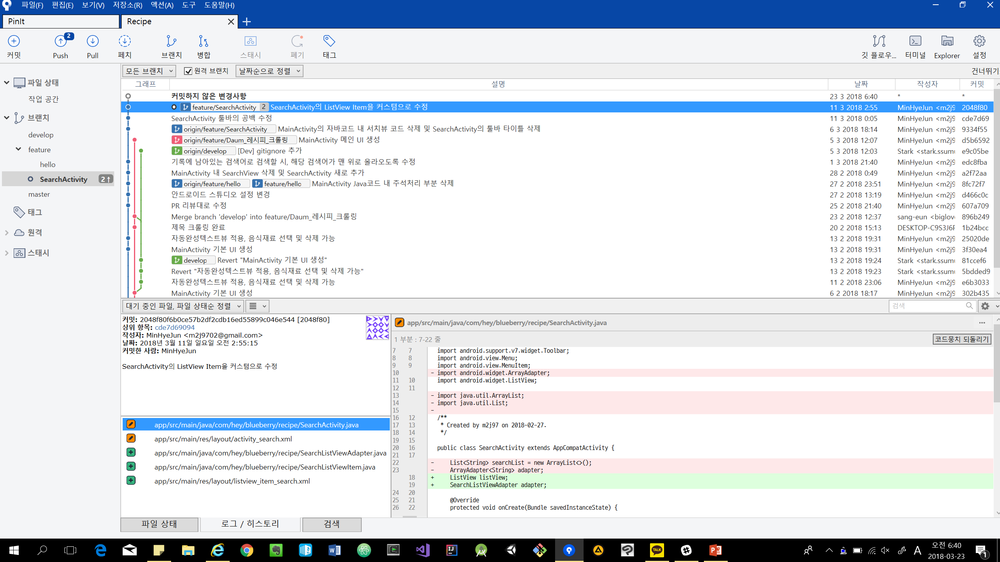 파일(F) 편집(E) 보기(V) 저장소(R) 액션(A) 도구 도움말(H)
PinIt Recipe
2
커밋 Push Pull 페치 브랜치 병합 스태시 폐기 태그 깃 플로우... 터미널 Explorer 설정
모든 브랜치 원격 브랜치 날짜순으로 정렬 건너뛰기:
파일 상태
작업 공간
브랜치
develop
feature
hello
SearchActivity 2↑
master
태그
원격
스태시
그래프 설명 날짜 작성자 커밋
커밋하지 않은 변경사항 23 3 2018 6:40 * *
feature/SearchActivity 2 SearchActivity의 ListView Item을 커스텀으로 수정 11 3 2018 2:55 MinHyeJun <m2j9 2048f80
SearchActivity 툴바의 공백 수정 11 3 2018 0:05 MinHyeJun <m2j9 cde7d69
origin/feature/SearchActivity MainActivity의 자바코드 내 서치뷰 코드 삭제 및 SearchActivity의 툴바 타이틀 삭제 6 3 2018 18:14 MinHyeJun <m2j9 9334f55
origin/feature/Daum_레시피_크롤링 MainActivity 메인 UI 생성 5 3 2018 12:07 MinHyeJun <m2j9 d5b6592
origin/develop [Dev] gitignore 추가 5 3 2018 12:03 Stark <stark.ssum e9c05be
기록에 남아있는 검색어로 검색할 시, 해당 검색어가 맨 위로 올라오도록 수정 1 3 2018 21:40 MinHyeJun <m2j9 edc8fba
MainActivity 내 SearchView 삭제 및 SearchActivity 새로 추가 28 2 2018 0:49 MinHyeJun <m2j9 a2f72aa
origin/feature/hello feature/hello MainActivity Java코드 내 주석처리 부분 삭제 27 2 2018 23:51 MinHyeJun <m2j9 8fc72f7
안드로이드 스튜디오 설정 변경 27 2 2018 13:19 MinHyeJun <m2j9 d466c0c
PR 리뷰대로 수정 25 2 2018 21:40 MinHyeJun <m2j9 607a709
Merge branch 'develop' into feature/Daum_레시피_크롤링 23 2 2018 12:37 sang-eun <biglov 896b249
제목 크롤링 완료 20 2 2018 15:13 DESKTOP-C9S3J6F 1b24bcc
자동완성텍스트뷰 적용, 음식재료 선택 및 삭제 가능 13 2 2018 19:31 MinHyeJun <m2j9 25020de
MainActivity 기본 UI 생성 13 2 2018 19:31 MinHyeJun <m2j9 3f30ea4
develop Revert "MainActivity 기본 UI 생성" 13 2 2018 19:24 Stark <stark.ssum 81ccef6
Revert "자동완성텍스트뷰 적용, 음식재료 선택 및 삭제 가능" 13 2 2018 19:23 Stark <stark.ssum 5bdded9
자동완성텍스트뷰 적용, 음식재료 선택 및 삭제 가능 11 2 2018 23:06 MinHyeJun <m2j9 e6b3033
MainActivity 기본 UI 생성 6 2 2018 18:17 MinHyeJun <m2j9 302b435
대기 중인 파일, 파일 상태순 정렬 검색
커밋: 2048f80f6b0ce57b2df2cdb16ed55899c046e544 [2048f80]
상위 항목: cde7d69094
작성자: MinHyeJun <m2j9702@gmail.com>
날짜: 2018년 3월 11일 일요일 오전 2:55:15
커밋한 사람: MinHyeJun
SearchActivity의 ListView Item을 커스텀으로 수정
app/src/main/java/com/hey/blueberry/recipe/SearchActivity.java
app/src/main/res/layout/activity_search.xml
app/src/main/java/com/hey/blueberry/recipe/SearchListViewAdapter.java
app/src/main/java/com/hey/blueberry/recipe/SearchListViewItem.java
app/src/main/res/layout/listview_item_search.xml
app/src/main/java/com/hey/blueberry/recipe/SearchActivity.java ...
1 부분 : 7-22 줄 코드뭉치 되돌리기
7 7 import android.support.v7.widget.Toolbar;
8 8 import android.view.Menu;
9 9 import android.view.MenuItem;
10 - import android.widget.ArrayAdapter;
11 10 import android.widget.ListView;
12 11
13 - import java.util.ArrayList;
14 - import java.util.List;
15 -
16 12 /**
17 13 * Created by m2j97 on 2018-02-27.
18 14 */
19 15
20 16 public class SearchActivity extends AppCompatActivity {
21 17
22 - List<String> searchList = new ArrayList<>();
23 - ArrayAdapter<String> adapter;
18 + ListView listView;
19 + SearchListViewAdapter adapter;
24 20
25 21 @Override
26 22 protected void onCreate(Bundle savedInstanceState) {
파일 상태 로그 / 히스토리 검색
TALK
A
오전 6:40
2018-03-23
1